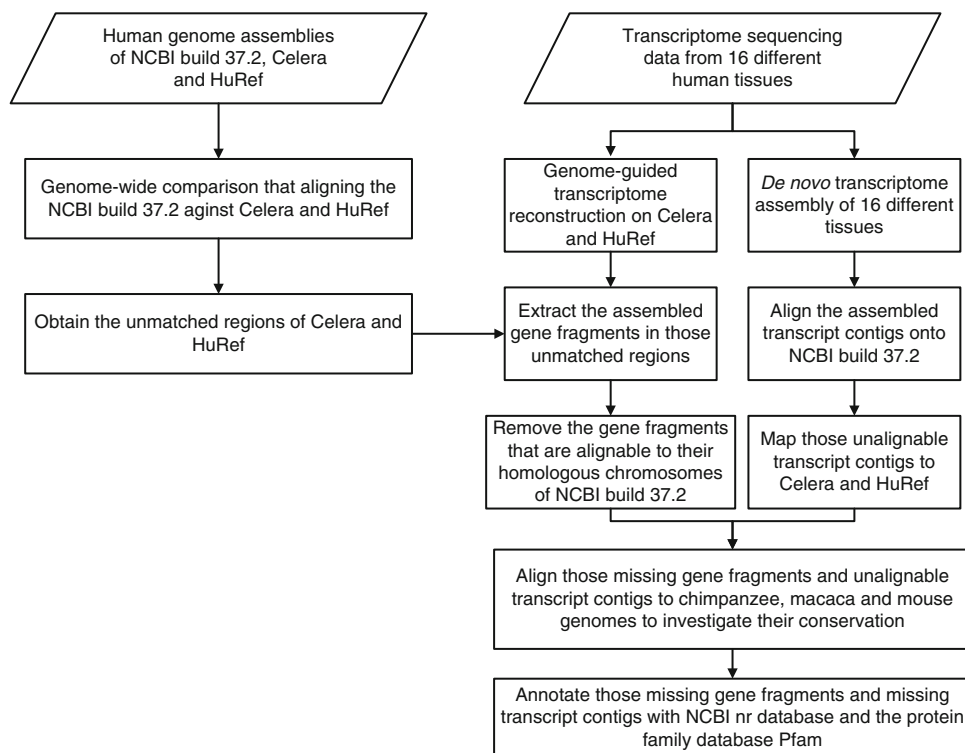 Human genome assemblies
of NCBI build 37.2, Celera
and HuRef
Transcriptome sequencing
data from 16 different
human tissues
Genome-wide comparison that aligning the
NCBI build 37.2 aginst Celera and HuRef
Genome-guided
transcriptome
reconstruction on Celera
and HuRef
De novo transcriptome
assembly of 16 different
tissues
Obtain the unmatched regions of Celera and
HuRef
Extract the assembled
gene fragments in those
unmatched regions
Align the assembled
transcript contigs onto
NCBI build 37.2
Remove the gene fragments
that are alignable to their
homologous chromosomes
of NCBI build 37.2
Map those unalignable
transcript contigs to
Celera and HuRef
Align those missing gene fragments and unalignable
transcript contigs to chimpanzee, macaca and mouse
genomes to investigate their conservation
Annotate those missing gene fragments and missing
transcript contigs with NCBI nr database and the protein
family database Pfam